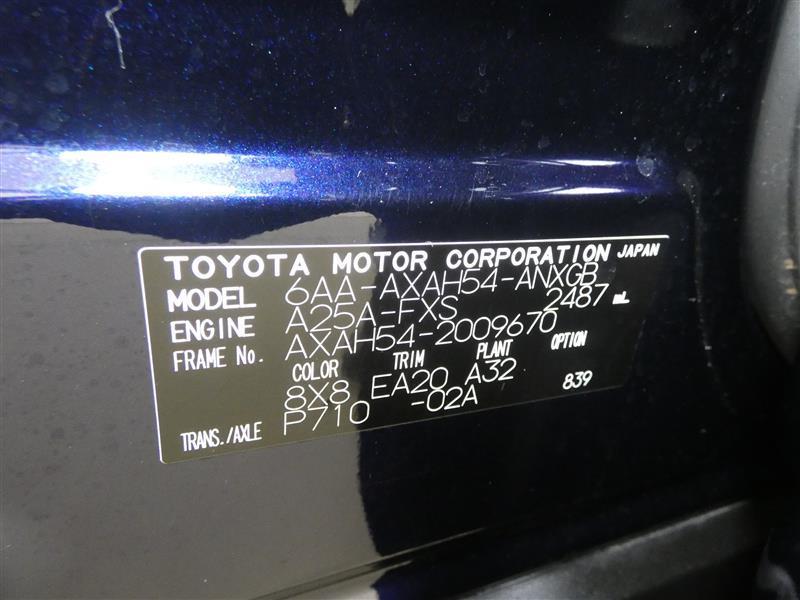 TOYOTA MOTOR CORPORATION JAPAN
MODEL 6AA-AXAH54-ANXGB
ENGINE A25A-FXS 2487 mL
FRAME No. AXAH54-2009670
COLOR TRIM PLANT OPTION
8X8 EA20 A32 839
TRANS./AXLE P710 -02A